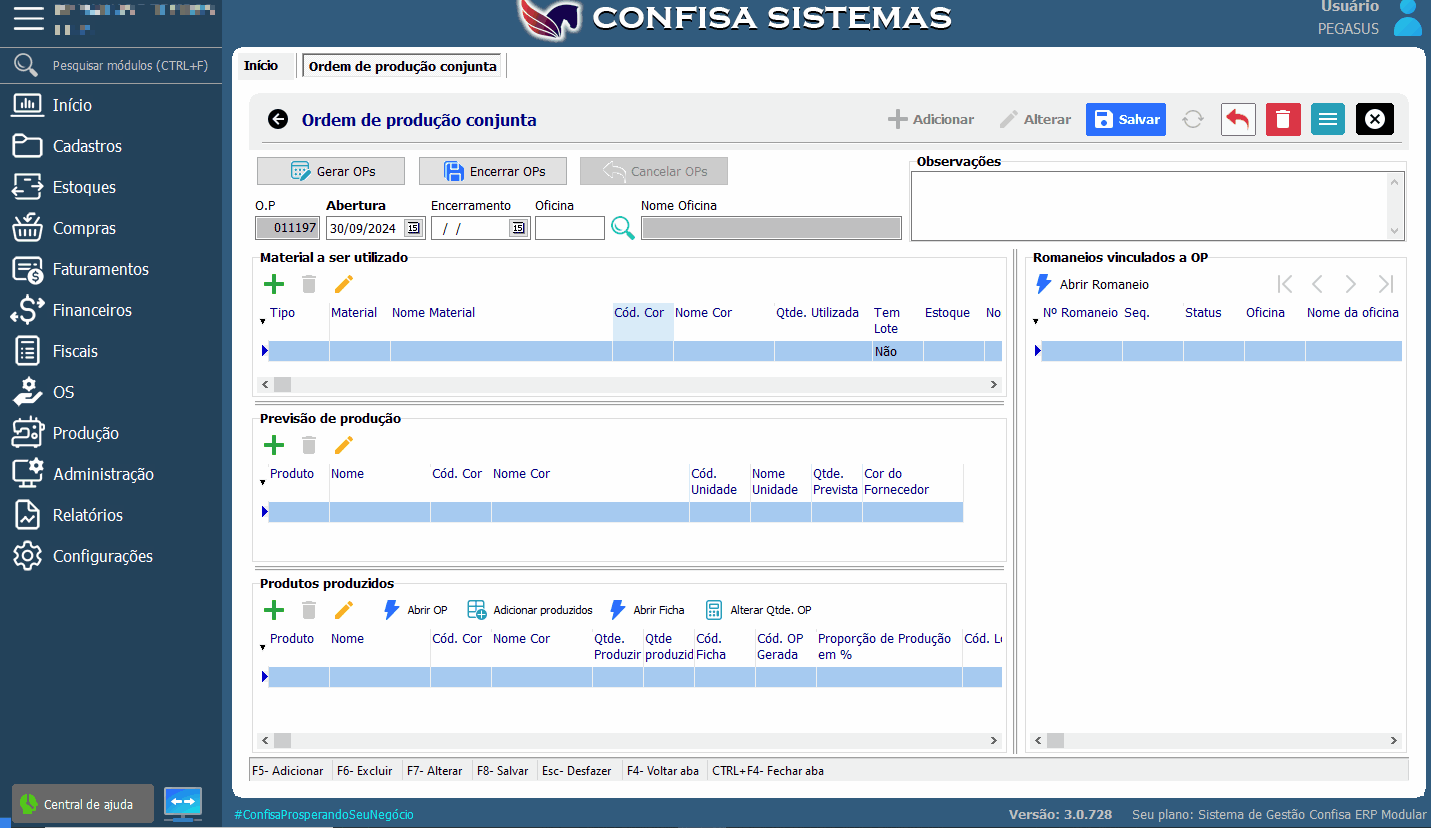 CONFISA SISTEMAS
Usuário
PEGASUS
Pesquisar módulos (CTRL+F)
Início
Cadastros
Estoques
Compras
Faturamentos
Financeiros
Fiscais
OS
Produção
Administração
Relatórios
Configurações
Central de ajuda
Início
Ordem de produção conjunta
Ordem de produção conjunta
Adicionar
Alterar
Salvar
Gerar OPs
Encerrar OPs
Cancelar OPs
Observações
O.P
Abertura
Encerramento
Oficina
Nome Oficina
011197
30/09/2024
15
/ /
15
Material a ser utilizado
Tipo
Material
Nome Material
Cód. Cor
Nome Cor
Qtde. Utilizada
Tem Lote
Estoque
No
Não
Previsão de produção
Produto
Nome
Cód. Cor
Nome Cor
Cód. Unidade
Nome Unidade
Qtde. Prevista
Cor do Fornecedor
Produtos produzidos
Abrir OP
Adicionar produzidos
Abrir Ficha
Alterar Qtde. OP
Produto
Nome
Cód. Cor
Nome Cor
Qtde. Produzir
Qtde produzid
Cód. Ficha
Cód. OP Gerada
Proporção de Produção em %
Cód. L
Romaneios vinculados a OP
Abrir Romaneio
Nº Romaneio
Seq.
Status
Oficina
Nome da oficina
F5- Adicionar
F6- Excluir
F7- Alterar
F8- Salvar
Esc- Desfazer
F4- Voltar aba
CTRL+F4- Fechar aba
#ConfisaProsperandoSeuNegócio
Versão: 3.0.728
Seu plano: Sistema de Gestão Confisa ERP Modular